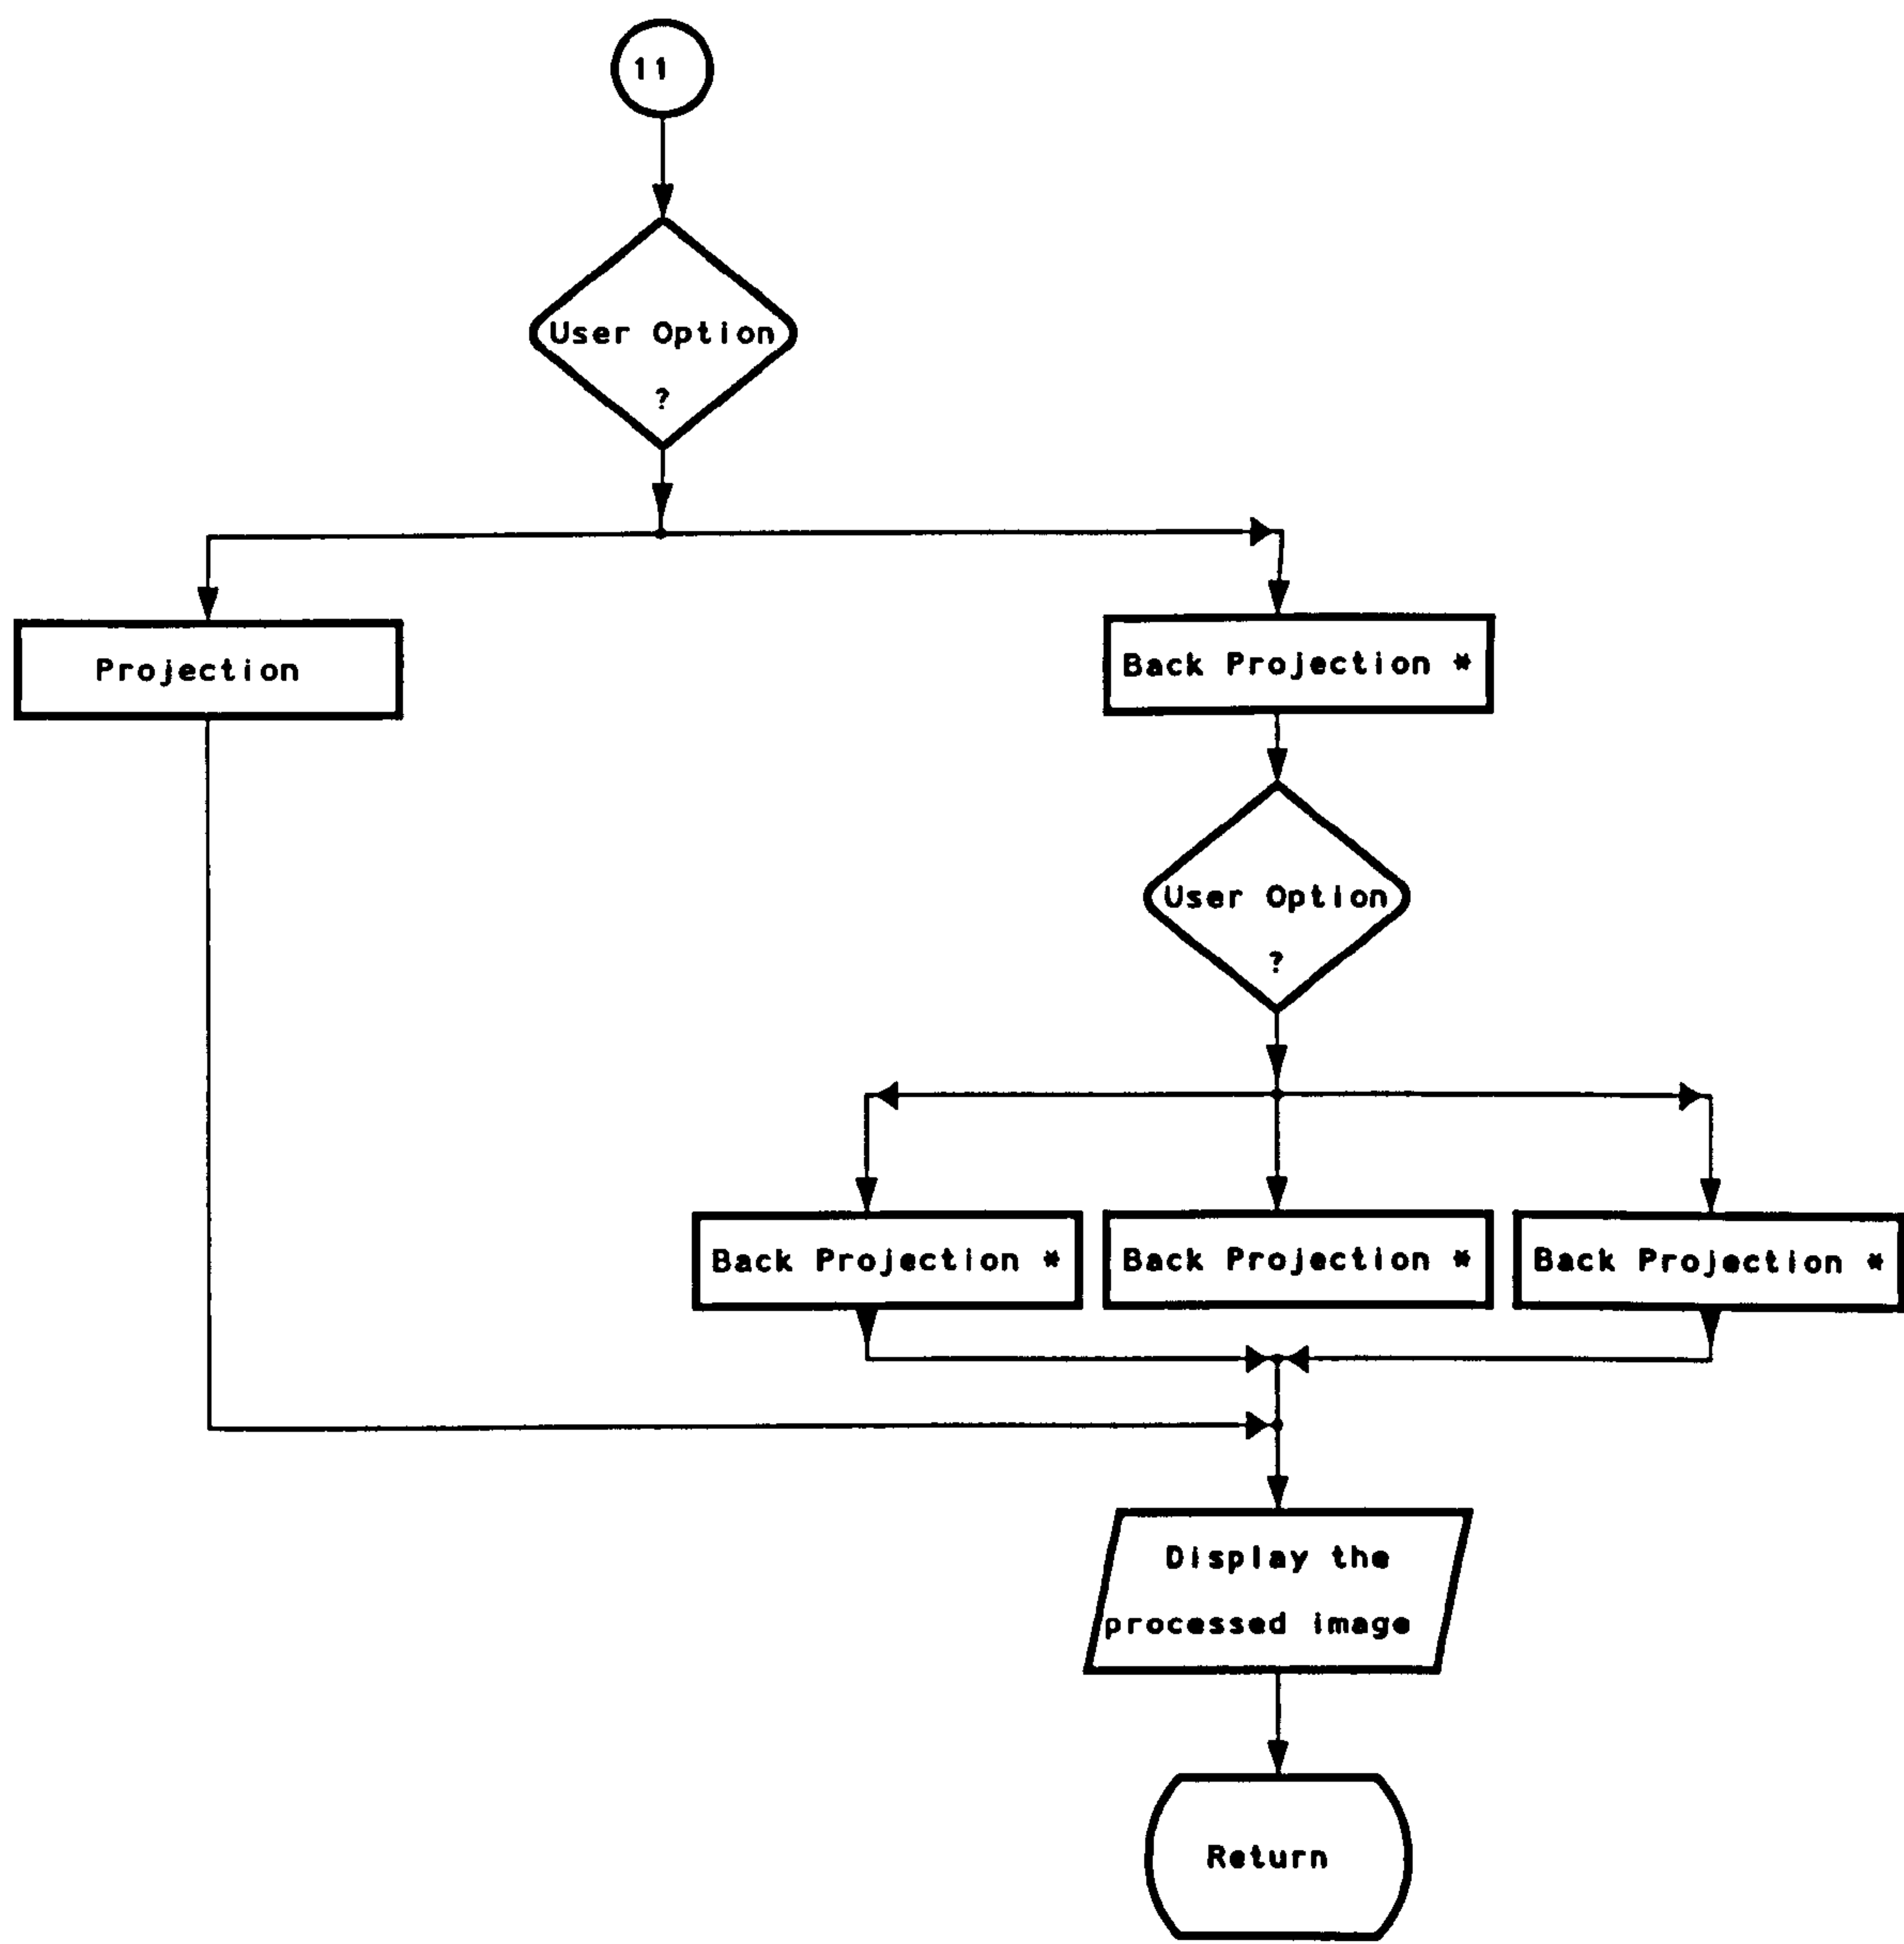 11
User Option
?
Projection
Back Projection *
User Option
?
Back Projection *
Back Projection *
Back Projection *
Display the
processed image
Return